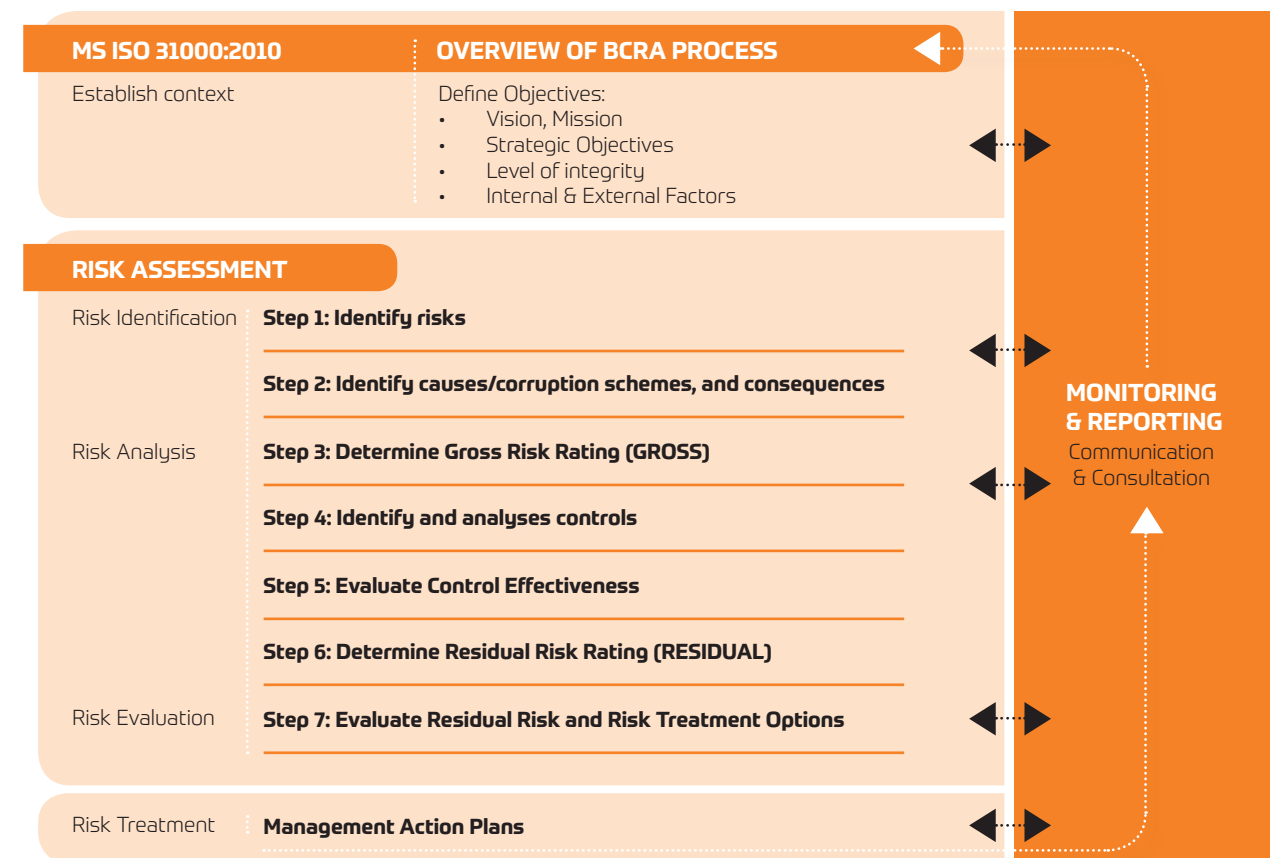 MS ISO 31000:2010
OVERVIEW OF BCRA PROCESS
Establish context
Define Objectives:
• Vision, Mission
• Strategic Objectives
• Level of integrity
• Internal & External Factors
RISK ASSESSMENT
Risk Identification
Step 1: Identify risks
Step 2: Identify causes/corruption schemes, and consequences
Risk Analysis
Step 3: Determine Gross Risk Rating (GROSS)
Step 4: Identify and analyses controls
Step 5: Evaluate Control Effectiveness
Step 6: Determine Residual Risk Rating (RESIDUAL)
Risk Evaluation
Step 7: Evaluate Residual Risk and Risk Treatment Options
Risk Treatment
Management Action Plans
MONITORING
& REPORTING
Communication
& Consultation